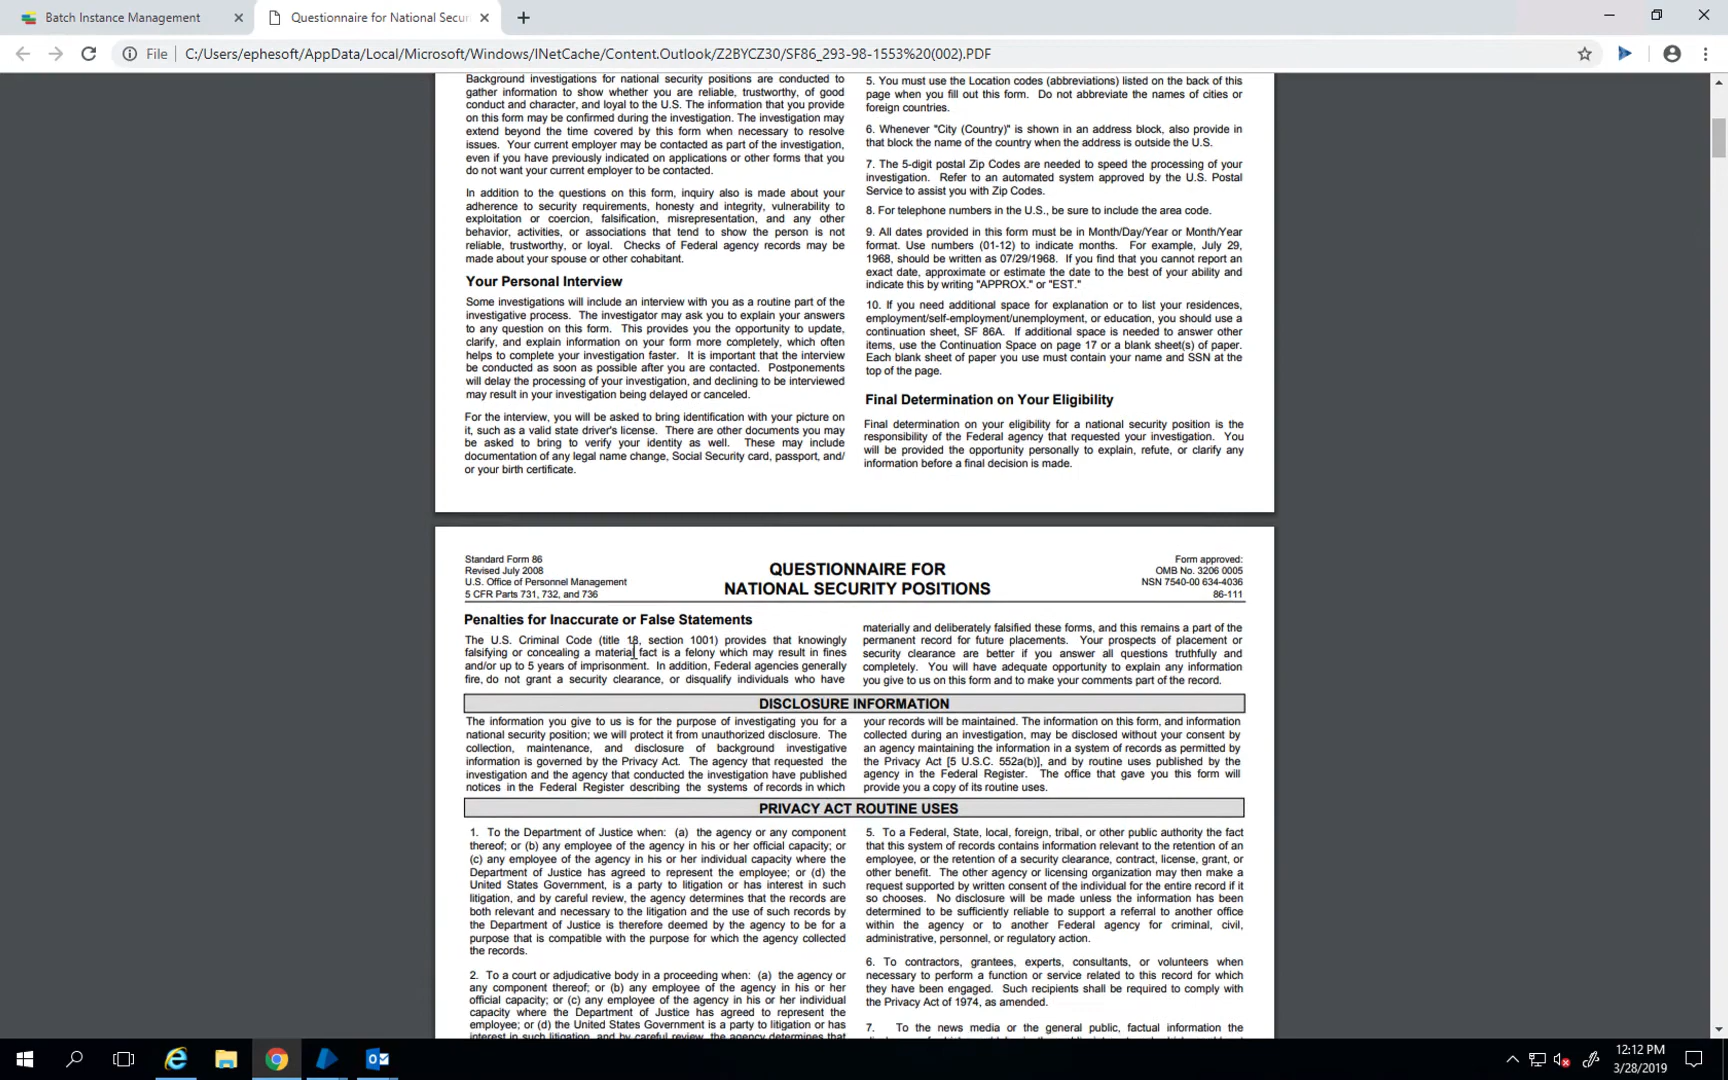 Batch Instance Management
Questionnaire for National Secur
File
C:/Users/ephesoft/AppData/Local/Microsoft/Windows/INetCache/Content.Outlook/Z2BYCZ30/SF86_293-98-1553%20(002).PDF
Background investigations for national security positions are conducted to
gather information to show whether you are reliable, trustworthy, of good
conduct and character, and loyal to the U.S. The information that you provide
on this form may be confirmed during the investigation. The investigation may
extend beyond the time covered by this form when necessary to resolve
issues. Your current employer may be contacted as part of the investigation,
even if you have previously indicated on applications or other forms that you
do not want your current employer to be contacted.
In addition to the questions on this form, inquiry also is made about your
adherence to security requirements, honesty and integrity, vulnerability to
exploitation or coercion, falsification, misrepresentation, and any other
behavior, activities, or associations that tend to show the person is not
reliable, trustworthy, or loyal. Checks of Federal agency records may be
made about your spouse or other cohabitant.
Your Personal Interview
Some investigations will include an interview with you as a routine part of the
investigative process. The investigator may ask you to explain your answers
to any question on this form. This provides you the opportunity to update,
clarify, and explain information on your form more completely, which often
helps to complete your investigation faster. It is important that the interview
be conducted as soon as possible after you are contacted. Postponements
will delay the processing of your investigation, and declining to be interviewed
may result in your investigation being delayed or canceled.
For the interview, you will be asked to bring identification with your picture on
it, such as a valid state driver's license. There are other documents you may
be asked to bring to verify your identity as well. These may include
documentation of any legal name change, Social Security card, passport, and/
or your birth certificate.
5. You must use the Location codes (abbreviations) listed on the back of this
page when you fill out this form. Do not abbreviate the names of cities or
foreign countries.
6. Whenever "City (Country)" is shown in an address block, also provide in
that block the name of the country when the address is outside the U.S.
7. The 5-digit postal Zip Codes are needed to speed the processing of your
investigation. Refer to an automated system approved by the U.S. Postal
Service to assist you with Zip Codes.
8. For telephone numbers in the U.S., be sure to include the area code.
9. All dates provided in this form must be in Month/Day/Year or Month/Year
format. Use numbers (01-12) to indicate months. For example, July 29,
1968, should be written as 07/29/1968. If you find that you cannot report an
exact date, approximate or estimate the date to the best of your ability and
indicate this by writing "APPROX." or "EST."
10. If you need additional space for explanation or to list your residences,
employment/self-employment/unemployment, or education, you should use a
continuation sheet, SF 86A. If additional space is needed to answer other
items, use the Continuation Space on page 17 or a blank sheet(s) of paper.
Each blank sheet of paper you use must contain your name and SSN at the
top of the page.
Final Determination on Your Eligibility
Final determination on your eligibility for a national security position is the
responsibility of the Federal agency that requested your investigation. You
will be provided the opportunity personally to explain, refute, or clarify any
information before a final decision is made.
Standard Form 86
Revised July 2008
U.S. Office of Personnel Management
5 CFR Parts 731, 732, and 736
QUESTIONNAIRE FOR
NATIONAL SECURITY POSITIONS
Form approved:
OMB No. 3206 0005
NSN 7540-00 634-4036
86-111
Penalties for Inaccurate or False Statements
The U.S. Criminal Code (title 18, section 1001) provides that knowingly
falsifying or concealing a material fact is a felony which may result in fines
and/or up to 5 years of imprisonment. In addition, Federal agencies generally
fire, do not grant a security clearance, or disqualify individuals who have
materially and deliberately falsified these forms, and this remains a part of the
permanent record for future placements. Your prospects of placement or
security clearance are better if you answer all questions truthfully and
completely. You will have adequate opportunity to explain any information
you give to us on this form and to make your comments part of the record.
DISCLOSURE INFORMATION
The information you give to us is for the purpose of investigating you for a
national security position; we will protect it from unauthorized disclosure. The
collection, maintenance, and disclosure of background investigative
information is governed by the Privacy Act. The agency that requested the
investigation and the agency that conducted the investigation have published
notices in the Federal Register describing the systems of records in which
your records will be maintained. The information on this form, and information
collected during an investigation, may be disclosed without your consent by
an agency maintaining the information in a system of records as permitted by
the Privacy Act [5 U.S.C. 552a(b)], and by routine uses published by the
agency in the Federal Register. The office that gave you this form will
provide you a copy of its routine uses.
PRIVACY ACT ROUTINE USES
1. To the Department of Justice when: (a) the agency or any component
thereof; or (b) any employee of the agency in his or her official capacity; or
(c) any employee of the agency in his or her individual capacity where the
Department of Justice has agreed to represent the employee; or (d) the
United States Government, is a party to litigation or has interest in such
litigation, and by careful review, the agency determines that the records are
both relevant and necessary to the litigation and the use of such records by
the Department of Justice is therefore deemed by the agency to be for a
purpose that is compatible with the purpose for which the agency collected
the records.
2. To a court or adjudicative body in a proceeding when: (a) the agency or
any component thereof; or (b) any employee of the agency in his or her
official capacity; or (c) any employee of the agency in his or her individual
capacity where the Department of Justice has agreed to represent the
employee; or (d) the United States Government is a party to litigation or has
interest in such litigation, and by careful review, the agency determines that
5. To a Federal, State, local, foreign, tribal, or other public authority the fact
that this system of records contains information relevant to the retention of an
employee, or the retention of a security clearance, contract, license, grant, or
other benefit. The other agency or licensing organization may then make a
request supported by written consent of the individual for the entire record if it
so chooses. No disclosure will be made unless the information has been
determined to be sufficiently reliable to support a referral to another office
within the agency or to another Federal agency for criminal, civil,
administrative, personnel, or regulatory action.
6. To contractors, grantees, experts, consultants, or volunteers when
necessary to perform a function or service related to this record for which
they have been engaged. Such recipients shall be required to comply with
the Privacy Act of 1974, as amended.
7. To the news media or the general public, factual information the
12:12 PM
3/28/2019